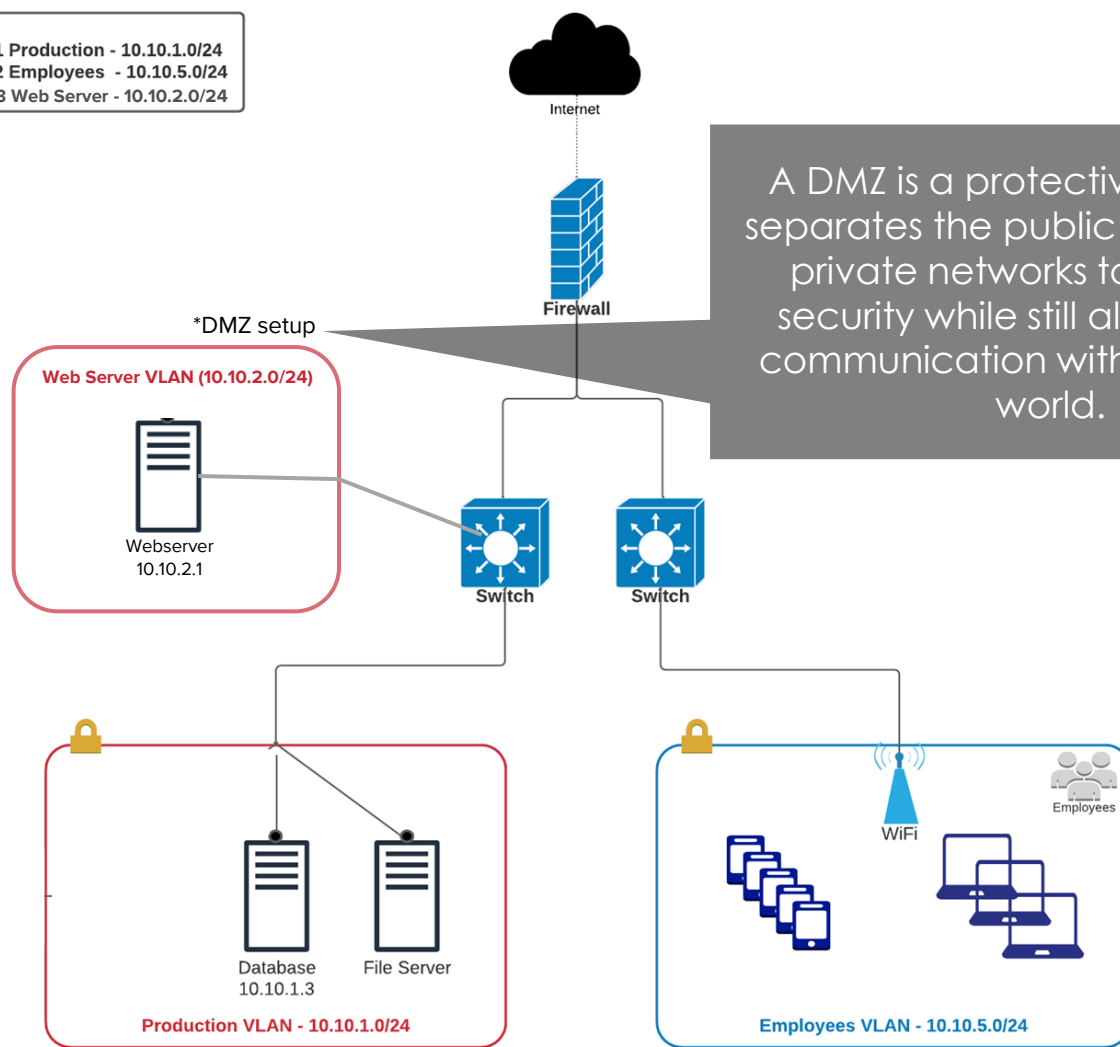 1 Production - 10.10.1.0/24
2 Employees - 10.10.5.0/24
3 Web Server - 10.10.2.0/24
Internet
A DMZ is a
separates the public
private networks
security while still
communication
world.
Firewall
*DMZ setup
Web Server VLAN (10.10.2.0/24)
Webserver
10.10.2.1
Switch
Switch
Employees
WiFi
Database
10.10.1.3
File Server
Production VLAN - 10.10.1.0/24
Employees VLAN - 10.10.5.0/24